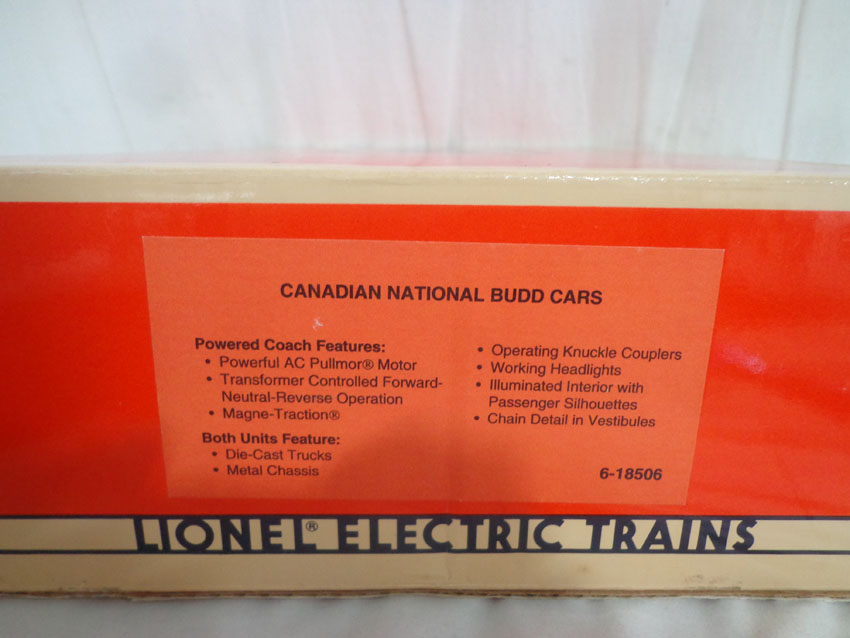 CANADIAN NATIONAL BUDD CARS
Powered Coach Features:
• Powerful AC Pullmor® Motor
• Transformer Controlled Forward-
Neutral-Reverse Operation
• Magne-Traction®
Both Units Feature:
• Die-Cast Trucks
• Metal Chassis
• Operating Knuckle Couplers
• Working Headlights
• Illuminated Interior with
Passenger Silhouettes
• Chain Detail in Vestibules
6-18506
LIONEL® ELECTRIC TRAINS